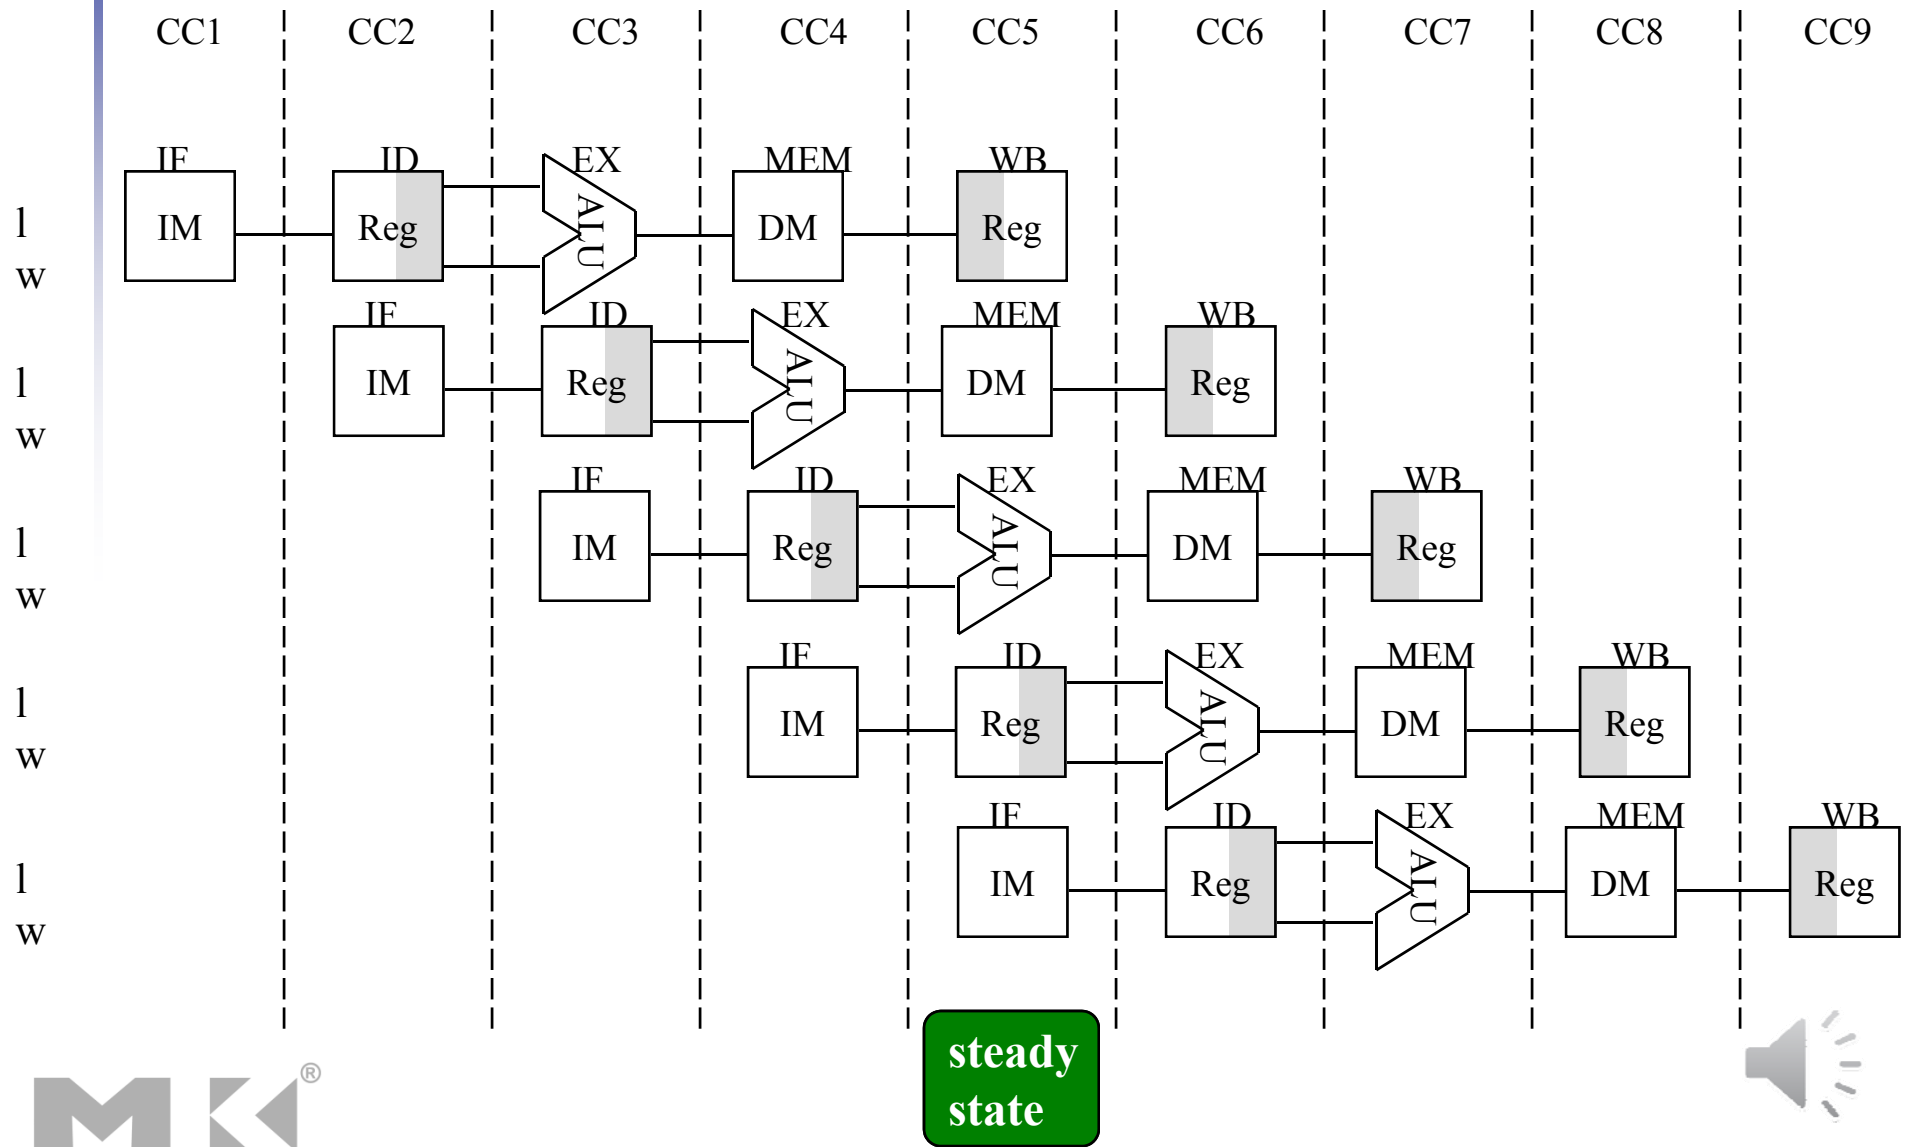 CC1 CC2 CC3 CC4 CC5 CC6 CC7 CC8 CC9
IF ID EX MEM WB
l
w
IM Reg ALU DM Reg
IF ID EX MEM WB
l
w
IM Reg ALU DM Reg
IF ID EX MEM WB
l
w
IM Reg ALU DM Reg
IF ID EX MEM WB
l
w
IM Reg ALU DM Reg
IF ID EX MEM WB
l
w
IM Reg ALU DM Reg
steady
state
MK®